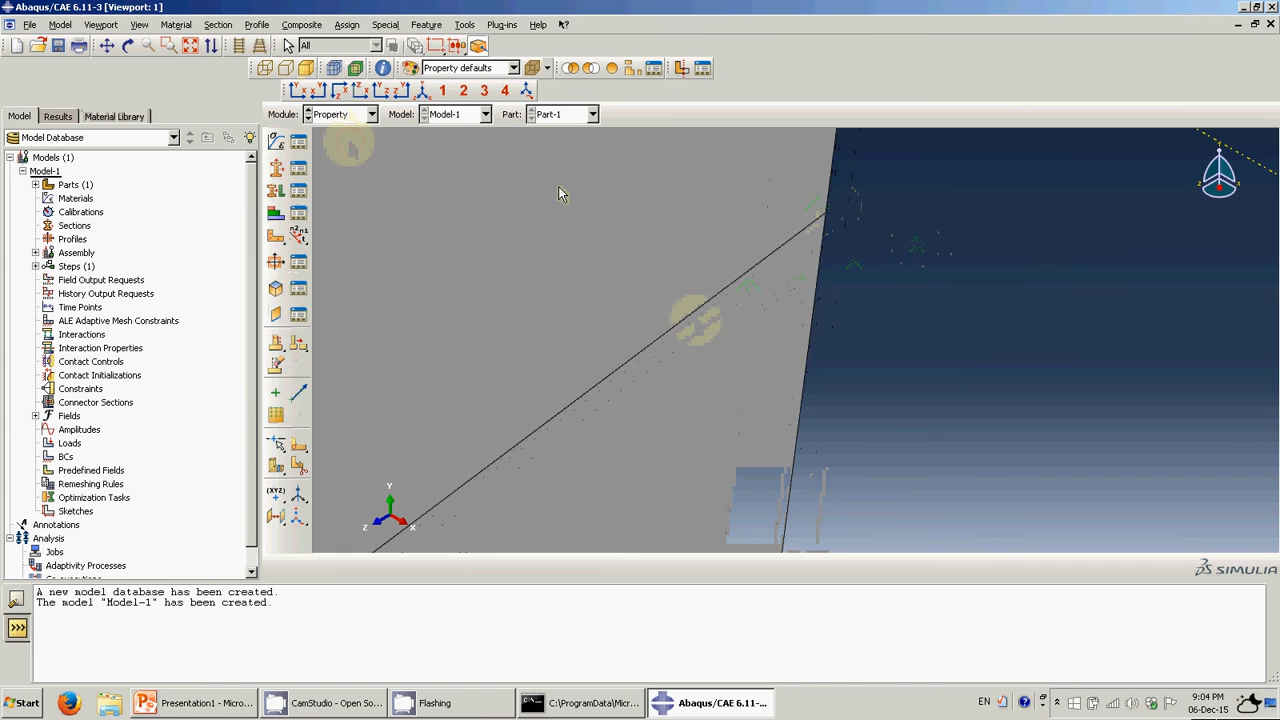 Abaqus/CAE 6.11-3 [Viewport: 1]
File Model Viewport View Material Section Profile Composite Assign Special Feature Tools Plug-ins Help
All
Property defaults
1 2 3 4
Model Results Material Library
Module: Property Model: Model-1 Part: Part-1
Model Database
Models (1)
Model-1
Parts (1)
Materials
Calibrations
Sections
Profiles
Assembly
Steps (1)
Field Output Requests
History Output Requests
Time Points
ALE Adaptive Mesh Constraints
Interactions
Interaction Properties
Contact Controls
Contact Initializations
Constraints
Connector Sections
Fields
Amplitudes
Loads
BCs
Predefined Fields
Remeshing Rules
Optimization Tasks
Sketches
Annotations
Analysis
Jobs
Adaptivity Processes
Y
Z
X
SIMULIA
A new model database has been created.
The model "Model-1" has been created.
Start
Presentation1 - Micro...
CamStudio - Open So...
Flashing
C:\ProgramData\Micr...
Abaqus/CAE 6.11-...
EN
9:04 PM
06-Dec-15